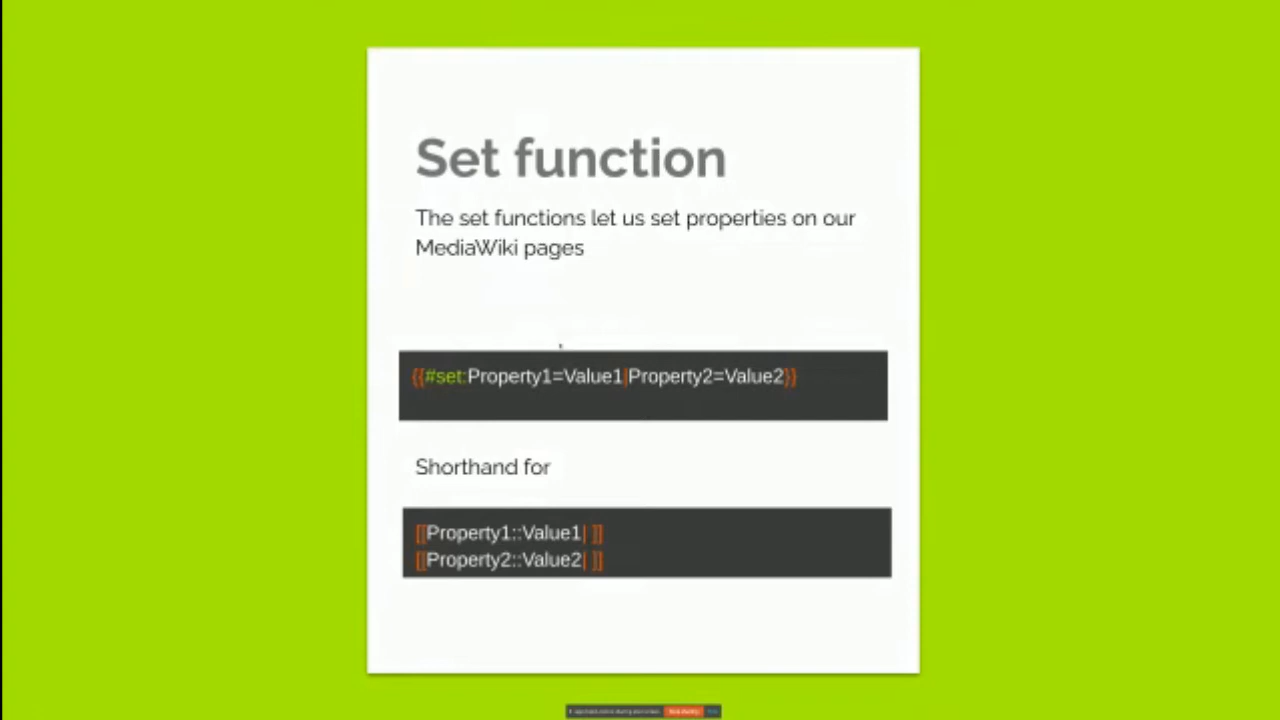 Set function
The set functions let us set properties on our
MediaWiki pages
{{#set:Property1=Value1|Property2=Value2}}
Shorthand for
[[Property1::Value1| ]]
[[Property2::Value2| ]]